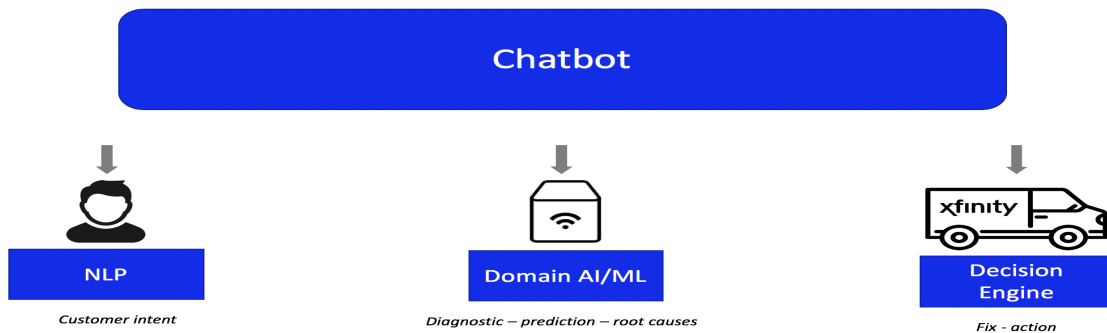 Chatbot
xfinity
NLP
Domain AI/ML
Decision
Engine
Customer intent
Diagnostic – prediction – root causes
Fix - action